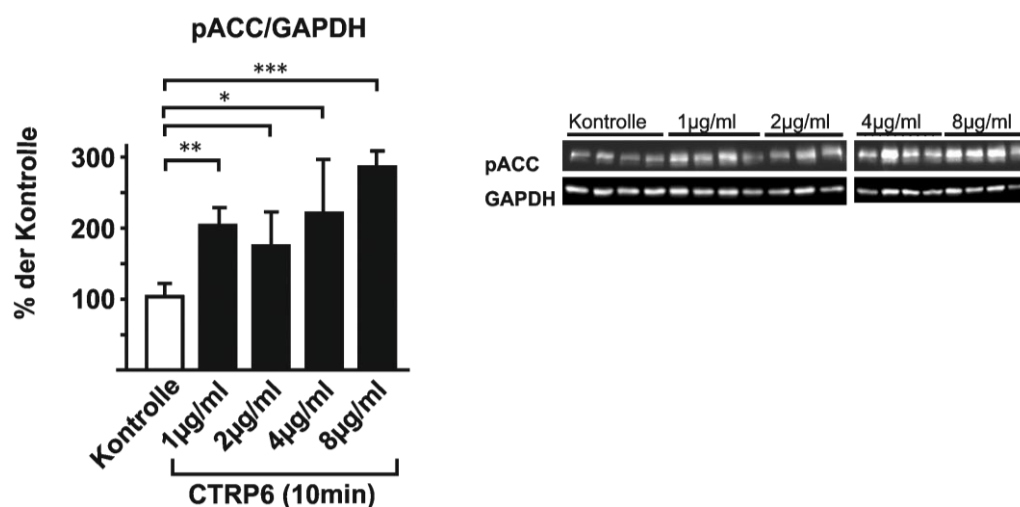 pACC/GAPDH
***
*
**
% der Kontrolle
300
200
100
Kontrolle
1µg/ml
2µg/ml
4µg/ml
8µg/ml
CTRP6 (10min)
Kontrolle 1µg/ml 2µg/ml 4µg/ml 8µg/ml
pACC
GAPDH